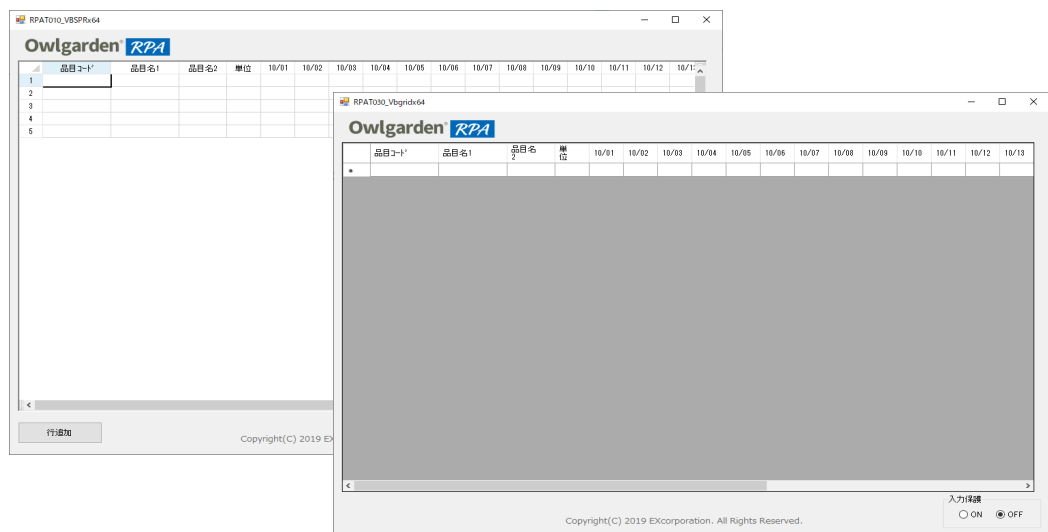 RPAT010_VBSPRx64
Owlgarden® RPA
品目ｺｰﾄﾞ 品目名1 品目名2 単位 10/01 10/02 10/03 10/04 10/05 10/06 10/07 10/08 10/09 10/10 10/11 10/12
1
2
3
4
5
行追加
Copyright(C) 2019 EX
RPAT030_Vbgridx64
Owlgarden® RPA
品目ｺｰﾄﾞ 品目名1 品目名2 単位 10/01 10/02 10/03 10/04 10/05 10/06 10/07 10/08 10/09 10/10 10/11 10/12 10/13
入力保護
ON OFF
Copyright(C) 2019 EXcorporation. All Rights Reserved.